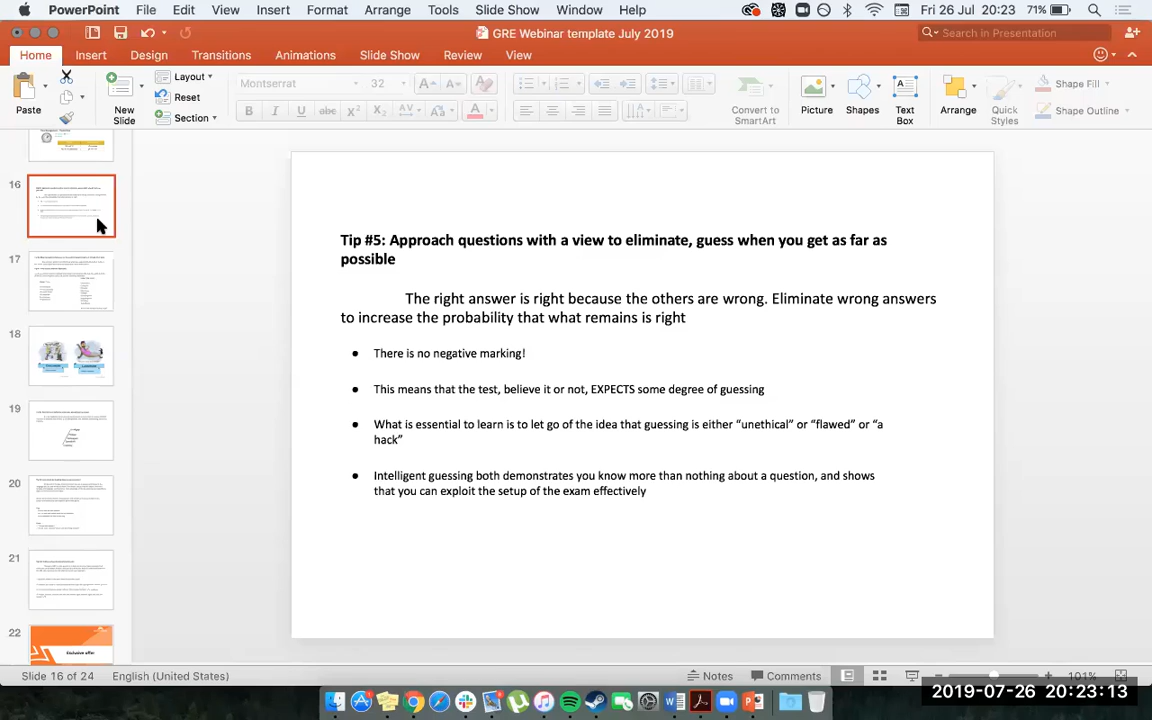 PowerPoint File Edit View Insert Format Arrange Tools Slide Show Window Help Fri 26 Jul 20:23 71%
GRE Webinar template July 2019 Search in Presentation
Home Insert Design Transitions Animations Slide Show Review View
Paste New Slide Layout Reset Section Montserrat 32 Convert to SmartArt Picture Shapes Text Box Arrange Quick Styles Shape Fill Shape Outline
16
17
18
19
20
21
22
Exclusive offer
Tip #5: Approach questions with a view to eliminate, guess when you get as far as
possible
The right answer is right because the others are wrong. Eliminate wrong answers
to increase the probability that what remains is right
● There is no negative marking!
● This means that the test, believe it or not, EXPECTS some degree of guessing
● What is essential to learn is to let go of the idea that guessing is either “unethical” or “flawed” or “a
hack”
● Intelligent guessing both demonstrates you know more than nothing about a question, and shows
that you can exploit the setup of the exam effectively
Slide 16 of 24 English (United States) Notes Comments 101%
2019-07-26 20:23:13